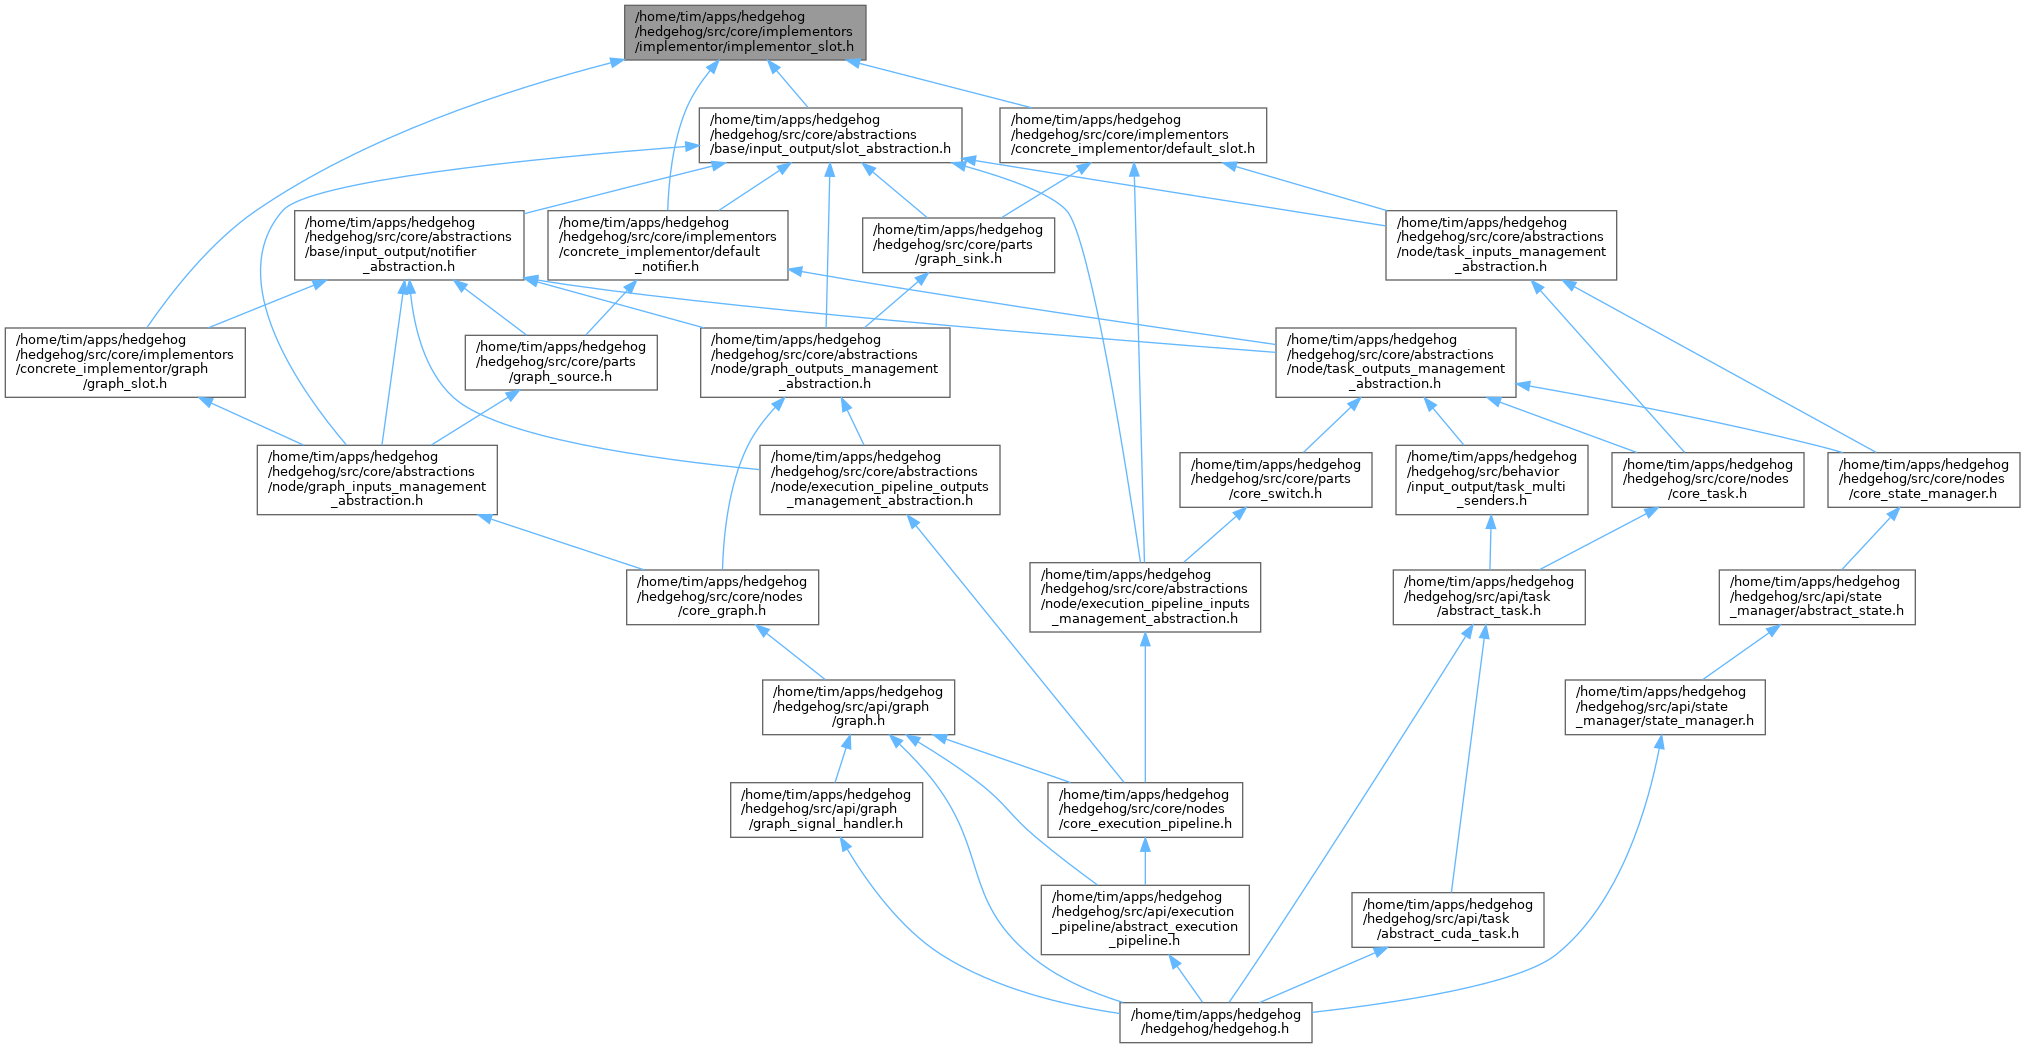 /home/tim/apps/hedgehog
/hedgehog/src/core/implementors
/implementor/implementor_slot.h
/home/tim/apps/hedgehog
/hedgehog/src/core/abstractions
/base/input_output/slot_abstraction.h
/home/tim/apps/hedgehog
/hedgehog/src/core/implementors
/concrete_implementor/default_slot.h
/home/tim/apps/hedgehog
/hedgehog/src/core/abstractions
/base/input_output/notifier
_abstraction.h
/home/tim/apps/hedgehog
/hedgehog/src/core/implementors
/concrete_implementor/default
_notifier.h
/home/tim/apps/hedgehog
/hedgehog/src/core/parts
/graph_sink.h
/home/tim/apps/hedgehog
/hedgehog/src/core/abstractions
/node/task_inputs_management
_abstraction.h
/home/tim/apps/hedgehog
/hedgehog/src/core/implementors
/concrete_implementor/graph
/graph_slot.h
/home/tim/apps/hedgehog
/hedgehog/src/core/parts
/graph_source.h
/home/tim/apps/hedgehog
/hedgehog/src/core/abstractions
/node/graph_outputs_management
_abstraction.h
/home/tim/apps/hedgehog
/hedgehog/src/core/abstractions
/node/task_outputs_management
_abstraction.h
/home/tim/apps/hedgehog
/hedgehog/src/core/abstractions
/node/graph_inputs_management
_abstraction.h
/home/tim/apps/hedgehog
/hedgehog/src/core/abstractions
/node/execution_pipeline_outputs
_management_abstraction.h
/home/tim/apps/hedgehog
/hedgehog/src/core/parts
/core_switch.h
/home/tim/apps/hedgehog
/hedgehog/src/behavior
/input_output/task_multi
_senders.h
/home/tim/apps/hedgehog
/hedgehog/src/core/nodes
/core_task.h
/home/tim/apps/hedgehog
/hedgehog/src/core/nodes
/core_state_manager.h
/home/tim/apps/hedgehog
/hedgehog/src/core/nodes
/core_graph.h
/home/tim/apps/hedgehog
/hedgehog/src/core/abstractions
/node/execution_pipeline_inputs
_management_abstraction.h
/home/tim/apps/hedgehog
/hedgehog/src/api/task
/abstract_task.h
/home/tim/apps/hedgehog
/hedgehog/src/api/state
_manager/abstract_state.h
/home/tim/apps/hedgehog
/hedgehog/src/api/graph
/graph.h
/home/tim/apps/hedgehog
/hedgehog/src/api/state
_manager/state_manager.h
/home/tim/apps/hedgehog
/hedgehog/src/api/graph
/graph_signal_handler.h
/home/tim/apps/hedgehog
/hedgehog/src/core/nodes
/core_execution_pipeline.h
/home/tim/apps/hedgehog
/hedgehog/src/api/execution
_pipeline/abstract_execution
_pipeline.h
/home/tim/apps/hedgehog
/hedgehog/src/api/task
/abstract_cuda_task.h
/home/tim/apps/hedgehog
/hedgehog/hedgehog.h